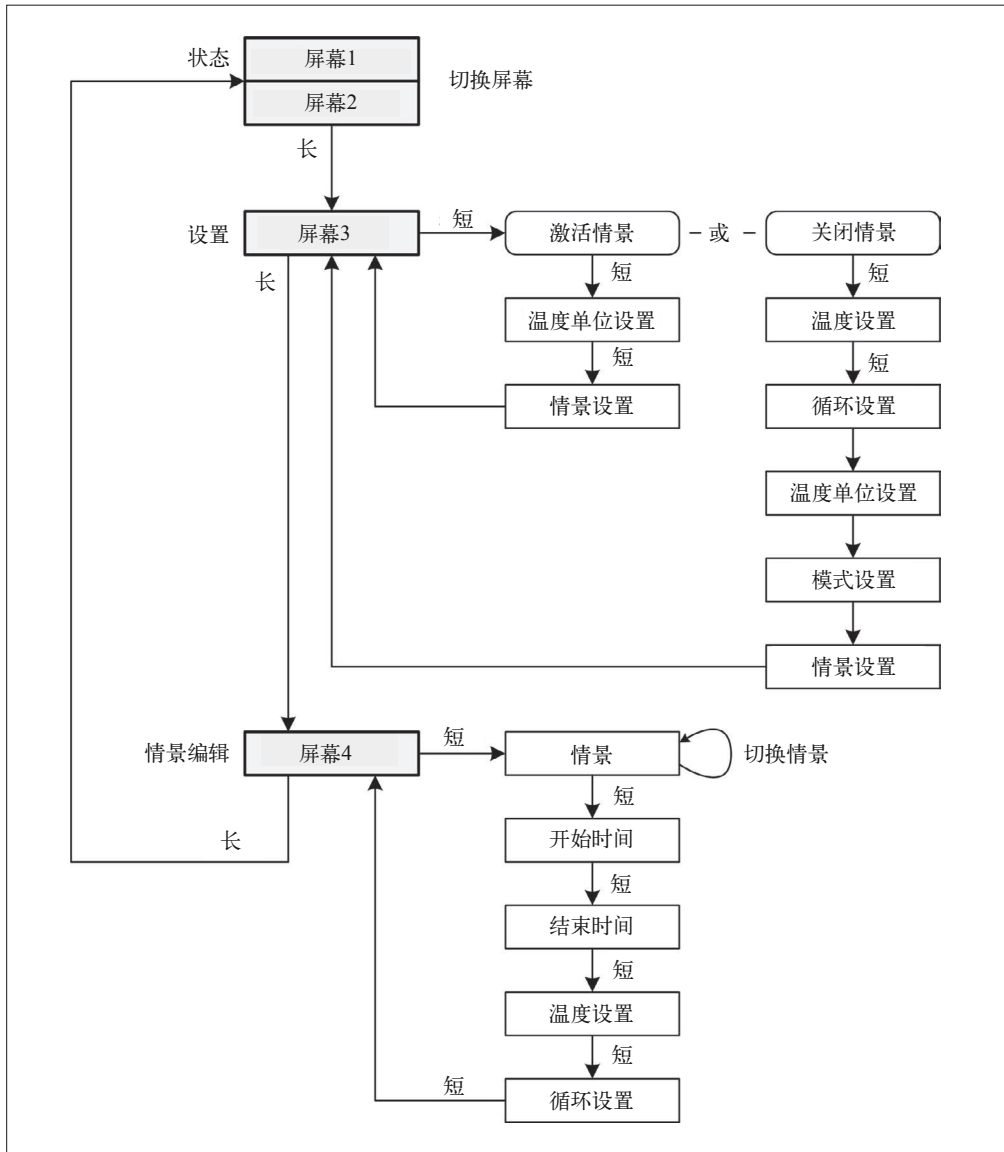 状态
屏幕1
切换屏幕
屏幕2
长
设置
屏幕3
短
激活情景
– 或 –
关闭情景
长
短
短
温度单位设置
温度设置
短
短
情景设置
循环设置
温度单位设置
模式设置
情景设置
情景编辑
屏幕4
短
情景
切换情景
短
长
开始时间
短
结束时间
短
温度设置
短
短
循环设置